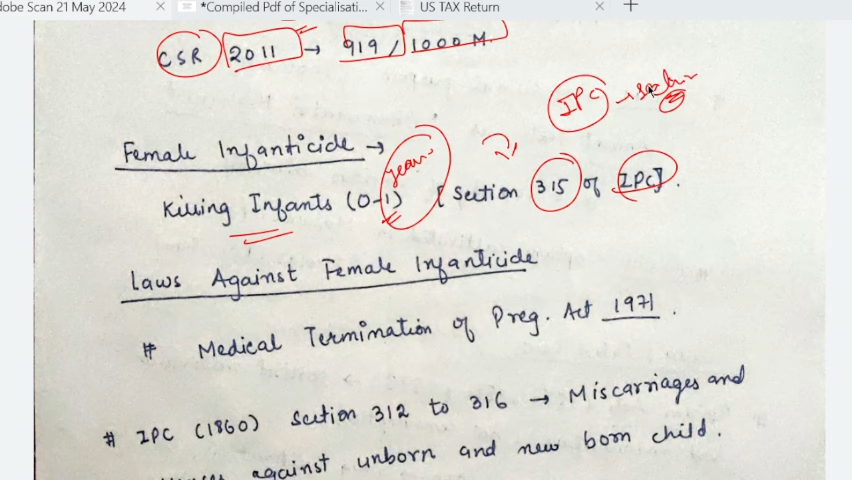 dobe Scan 21 May 2024 × *Compiled Pdf of Specialisati... × US TAX Return × +
CSR 2011 → 919 / 1000 M.
IPC →
Female Infanticide →
year
Killing Infants (0-1) [Section 315 of IPC].
Laws Against Female Infanticide
# Medical Termination of Preg. Act 1971.
# IPC (1860) Section 312 to 316 → Miscarriages and
against unborn and new born child.